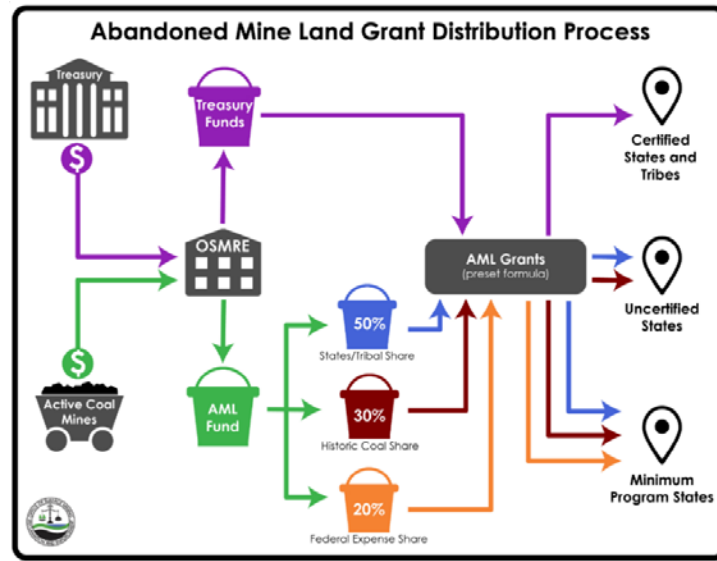 Abandoned Mine Land Grant Distribution Process
Treasury
$
Treasury
Funds
Certified
States and
Tribes
OSMRE
AML Grants
(preset formula)
Uncertified
States
$
Active Coal
Mines
AML
Fund
50%
States/Tribal Share
30%
Historic Coal Share
20%
Federal Expense Share
Minimum
Program States